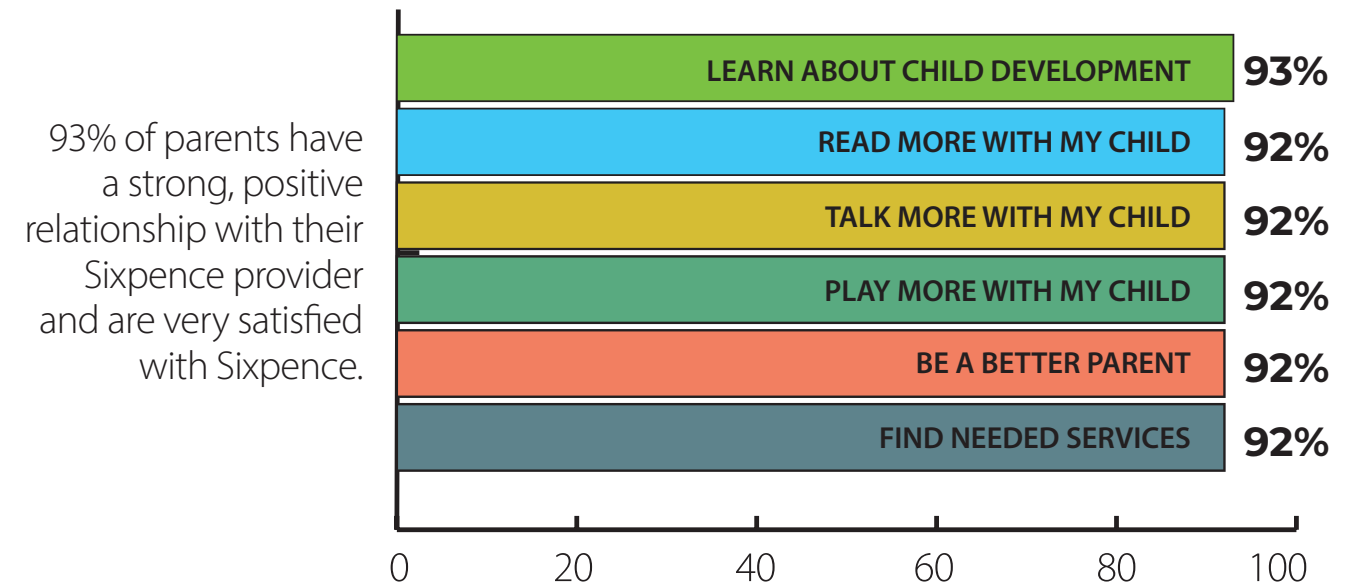 93% of parents have
a strong, positive
relationship with their
Sixpence provider
and are very satisfied
with Sixpence.
LEARN ABOUT CHILD DEVELOPMENT 93%
READ MORE WITH MY CHILD 92%
TALK MORE WITH MY CHILD 92%
PLAY MORE WITH MY CHILD 92%
BE A BETTER PARENT 92%
FIND NEEDED SERVICES 92%
0 20 40 60 80 100